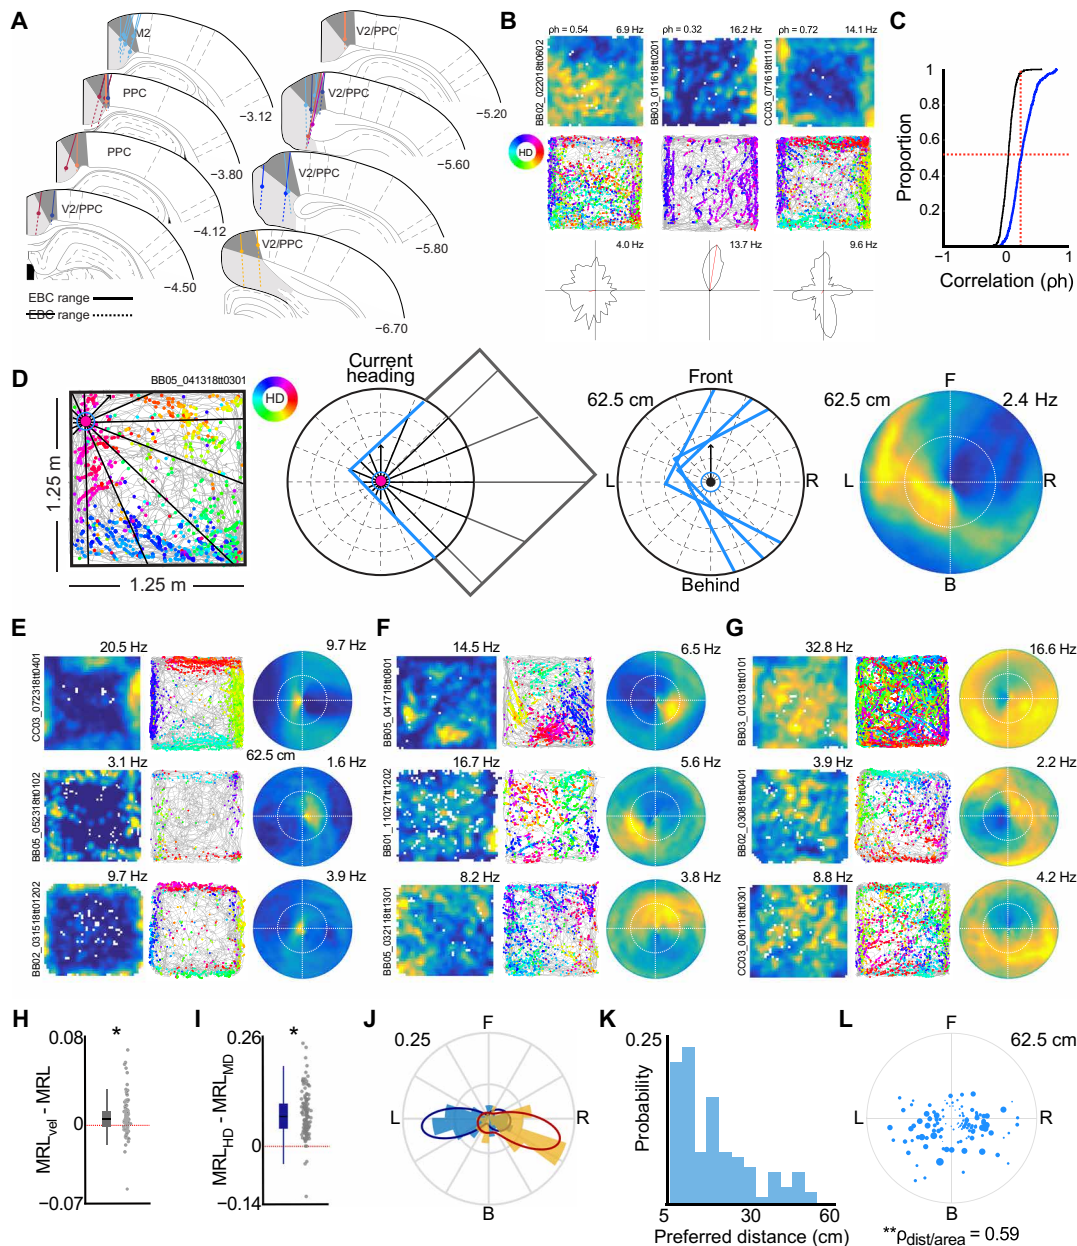 A
M2
V2/PPC
−3.12
−5.20
PPC
V2/PPC
−3.80
−5.60
PPC
V2/PPC
−4.12
−5.80
V2/PPC
V2/PPC
−4.50
−6.70
EBC range
EBC range
B
ρh = 0.54
6.9 Hz
ρh = 0.32
16.2 Hz
ρh = 0.72
14.1 Hz
BB02_022018tt0602
BB03_011618tt0201
CC03_071618tt1101
HD
4.0 Hz
13.7 Hz
9.6 Hz
C
1
0.8
0.6
0.4
0.2
Proportion
−1
0
1
Correlation (ρh)
D
BB05_041318tt0301
HD
1.25 m
1.25 m
Current
heading
62.5 cm
Front
L
R
Behind
62.5 cm
F
2.4 Hz
L
R
B
E
20.5 Hz
9.7 Hz
CC03_072318tt0401
62.5 cm
3.1 Hz
1.6 Hz
BB05_052318tt0102
9.7 Hz
3.9 Hz
BB02_031518tt01202
F
14.5 Hz
6.5 Hz
BB05_041718tt0801
16.7 Hz
5.6 Hz
BB01_110217tt1202
8.2 Hz
3.8 Hz
BB05_032118tt1301
G
32.8 Hz
16.6 Hz
BB03_010318tt0101
3.9 Hz
2.2 Hz
BB02_030818tt0401
8.8 Hz
4.2 Hz
CC03_080118tt0301
H
0.08
*
MRLvel - MRL
0
−0.07
I
0.26
*
MRLHD - MRLMD
0
−0.14
J
0.25
F
L
R
B
K
0.25
Probability
5
30
60
Preferred distance (cm)
L
F
62.5 cm
L
R
B
**ρdist/area = 0.59